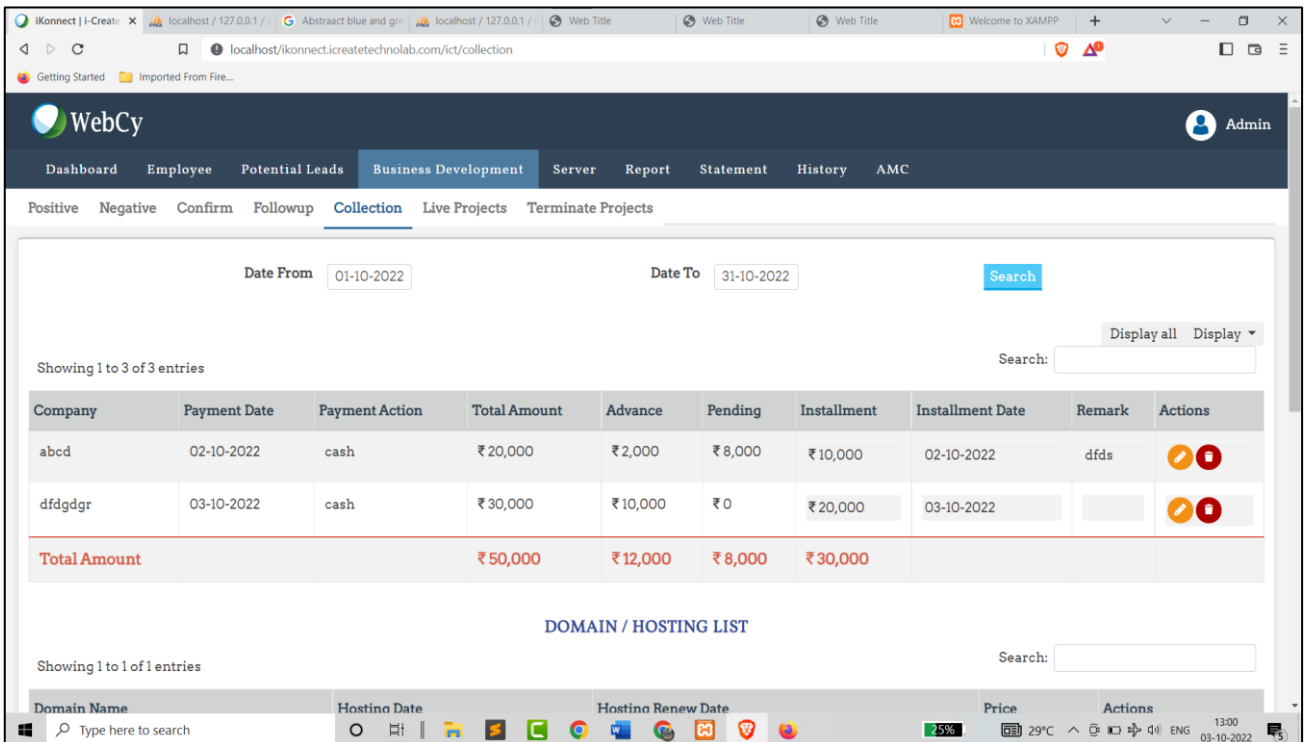 iKonnect | i-Create localhost / 127.0.0.1 / Abstraact blue and gre localhost / 127.0.0.1 / Web Title Web Title Web Title Welcome to XAMPP
localhost/ikonnect.icreatetechnolab.com/ict/collection
Getting Started Imported From Fire...
WebCy Admin
Dashboard Employee Potential Leads Business Development Server Report Statement History AMC
Positive Negative Confirm Followup Collection Live Projects Terminate Projects
Date From 01-10-2022 Date To 31-10-2022 Search
Display all Display
Showing 1 to 3 of 3 entries Search:
Company Payment Date Payment Action Total Amount Advance Pending Installment Installment Date Remark Actions
abcd 02-10-2022 cash ₹20,000 ₹2,000 ₹8,000 ₹10,000 02-10-2022 dfds
dfdgdgr 03-10-2022 cash ₹30,000 ₹10,000 ₹0 ₹20,000 03-10-2022
Total Amount ₹50,000 ₹12,000 ₹8,000 ₹30,000
DOMAIN / HOSTING LIST
Showing 1 to 1 of 1 entries Search:
Domain Name Hosting Date Hosting Renew Date Price Actions
Type here to search 25% 29°C ENG 13:00
03-10-2022